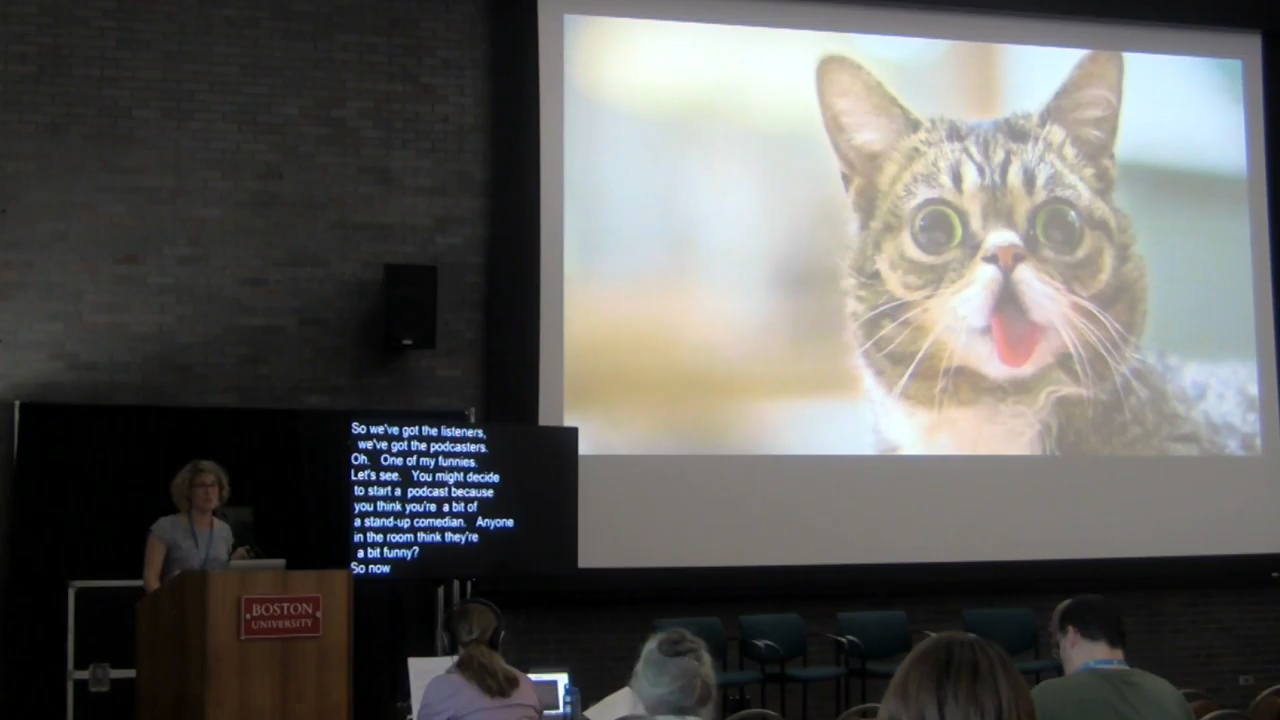 So we've got the listeners,
we've got the podcasters.
Oh. One of my funnies.
Let's see. You might decide
to start a podcast because
you think you're a bit of
a stand-up comedian. Anyone
in the room think they're
a bit funny?
So now
BOSTON
UNIVERSITY